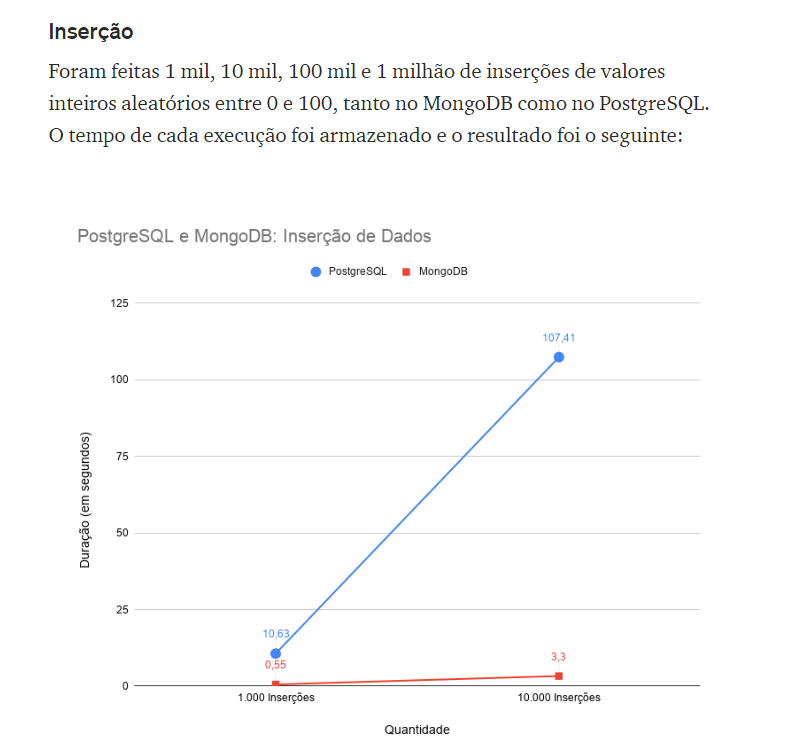 Inserção
Foram feitas 1 mil, 10 mil, 100 mil e 1 milhão de inserções de valores
inteiros aleatórios entre 0 e 100, tanto no MongoDB como no PostgreSQL.
O tempo de cada execução foi armazenado e o resultado foi o seguinte:
PostgreSQL e MongoDB: Inserção de Dados
PostgreSQL MongoDB
125
107,41
100
75
Duração (em segundos)
50
25
10,63
0,55
3,3
0
1.000 Inserções 10.000 Inserções
Quantidade